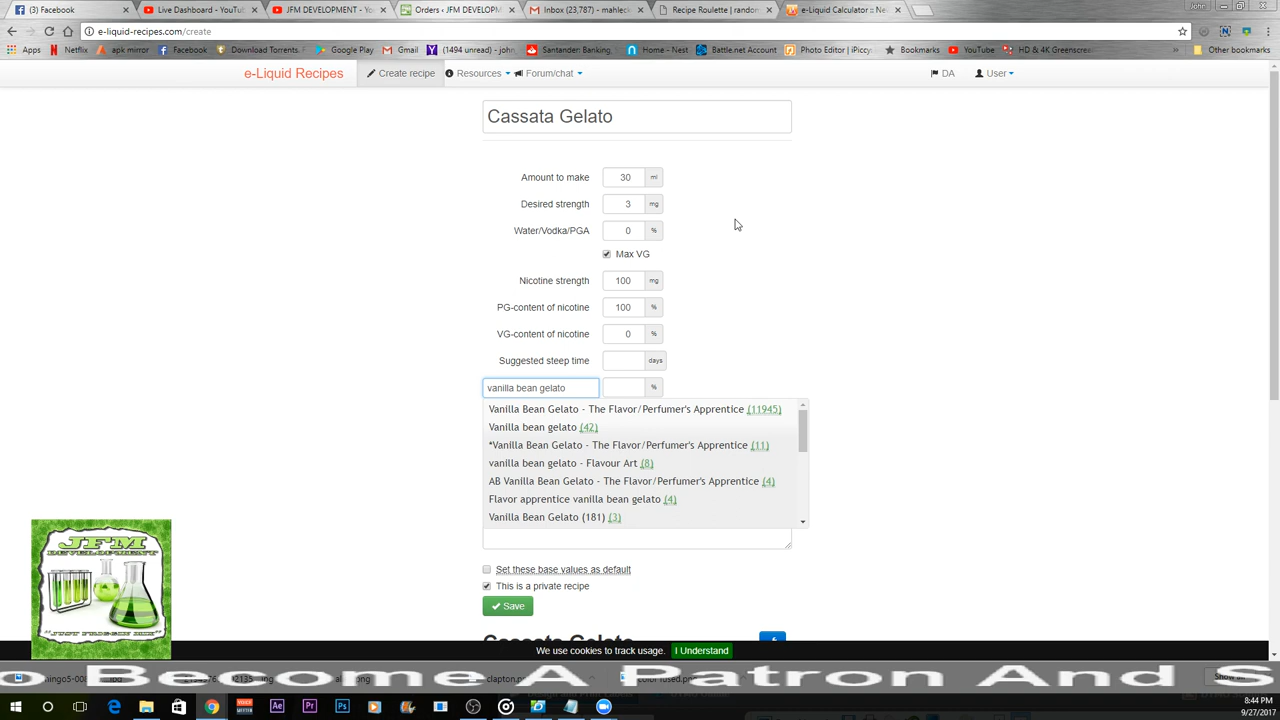 (3) Facebook
Live Dashboard - YouTu
JFM DEVELOPMENT - Y
Orders ‹ JFM DEVELOPM
Inbox (23,787) - mahlec
Recipe Roulette | random
e-Liquid Calculator :: Ne
John
e-liquid-recipes.com/create
Apps
Netflix
apk mirror
Facebook
Download Torrents.
Google Play
Gmail
(1494 unread) - john,
Santander: Banking,
Home – Nest
Battle.net Account
Photo Editor | iPiccy:
Bookmarks
YouTube
HD & 4K Greenscree
Other bookmarks
e-Liquid Recipes
Create recipe
Resources
Forum/chat
DA
User
Cassata Gelato
Amount to make 30 ml
Desired strength 3 mg
Water/Vodka/PGA 0 %
Max VG
Nicotine strength 100 mg
PG-content of nicotine 100 %
VG-content of nicotine 0 %
Suggested steep time days
vanilla bean gelato %
Vanilla Bean Gelato - The Flavor/Perfumer's Apprentice (11945)
Vanilla bean gelato (42)
*Vanilla Bean Gelato - The Flavor/Perfumer's Apprentice (11)
vanilla bean gelato - Flavour Art (8)
AB Vanilla Bean Gelato - The Flavor/Perfumer's Apprentice (4)
Flavor apprentice vanilla bean gelato (4)
Vanilla Bean Gelato (181) (3)
Set these base values as default
This is a private recipe
Save
Cassata Gelato
JFM
DEVELOPMENT
We use cookies to track usage. I Understand
o Become A Patron And S
8:44 PM
9/27/2017